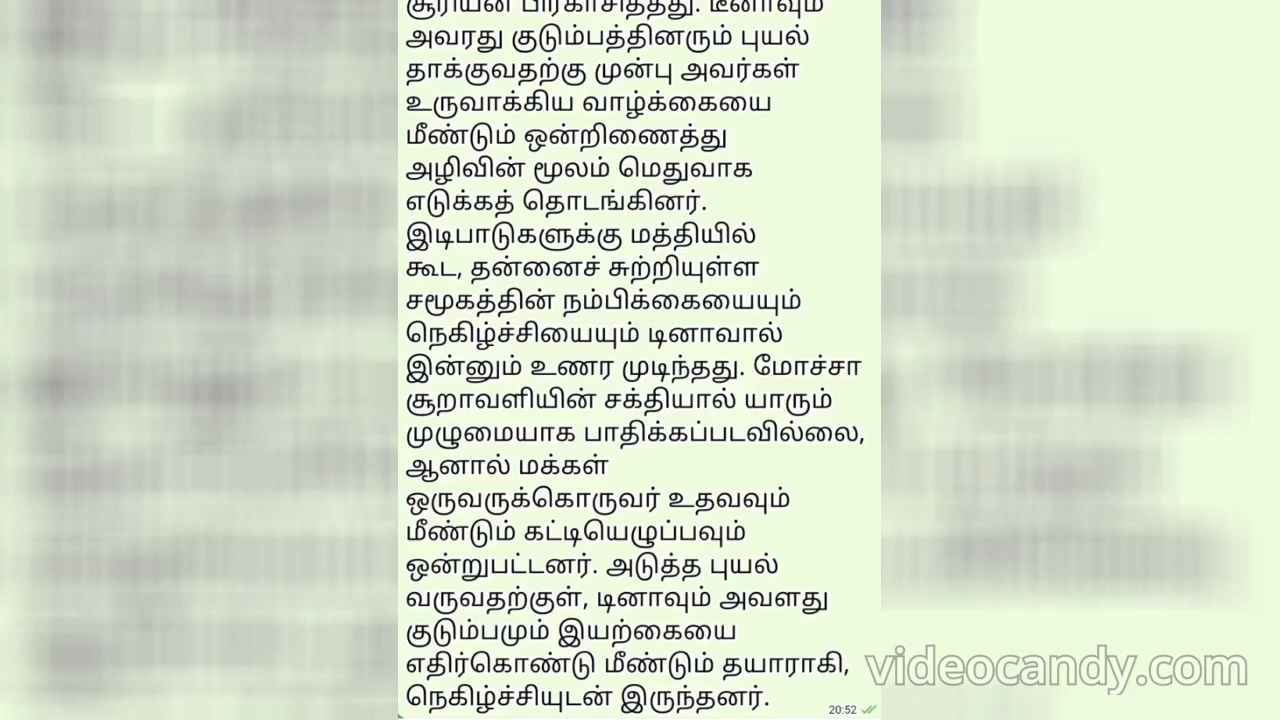 சூரியன் பிரகாசித்தது. டீனாவும்
அவரது குடும்பத்தினரும் புயல்
தாக்குவதற்கு முன்பு அவர்கள்
உருவாக்கிய வாழ்க்கையை
மீண்டும் ஒன்றிணைத்து
அழிவின் மூலம் மெதுவாக
எடுக்கத் தொடங்கினர்.
இடிபாடுகளுக்கு மத்தியில்
கூட, தன்னைச் சுற்றியுள்ள
சமூகத்தின் நம்பிக்கையையும்
நெகிழ்ச்சியையும் டினாவால்
இன்னும் உணர முடிந்தது. மோச்சா
சூறாவளியின் சக்தியால் யாரும்
முழுமையாக பாதிக்கப்படவில்லை,
ஆனால் மக்கள்
ஒருவருக்கொருவர் உதவவும்
மீண்டும் கட்டியெழுப்பவும்
ஒன்றுபட்டனர். அடுத்த புயல்
வருவதற்குள், டினாவும் அவளது
குடும்பமும் இயற்கையை
எதிர்கொண்டு மீண்டும் தயாராகி,
நெகிழ்ச்சியுடன் இருந்தனர்.
20:52
videocandy.com